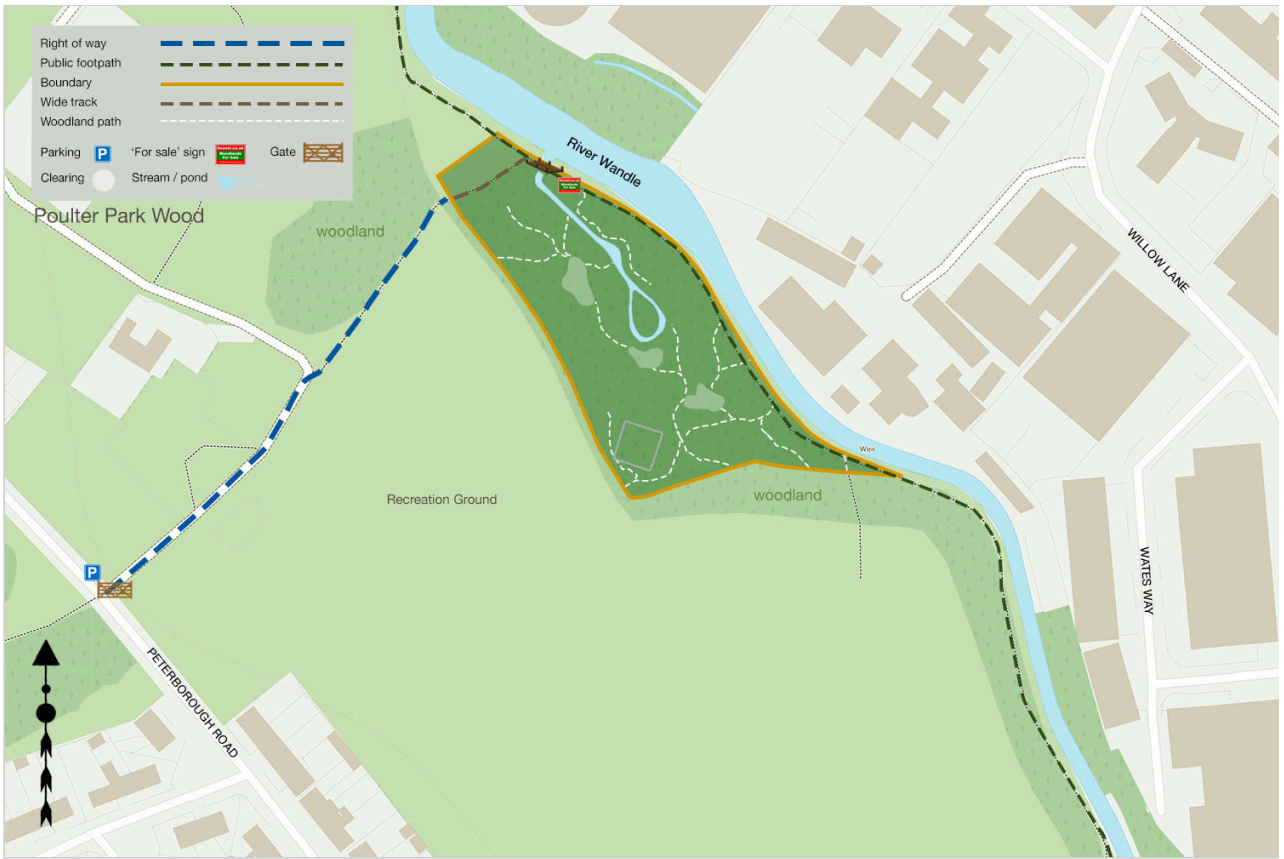 Right of way
Public footpath
Boundary
Wide track
Woodland path
Parking P 'For sale' sign Gate
Clearing Stream / pond
Poulter Park Wood
woodland
River Wandle
WILLOW LANE
Weir
woodland
Recreation Ground
WATES WAY
P
PETERBOROUGH ROAD